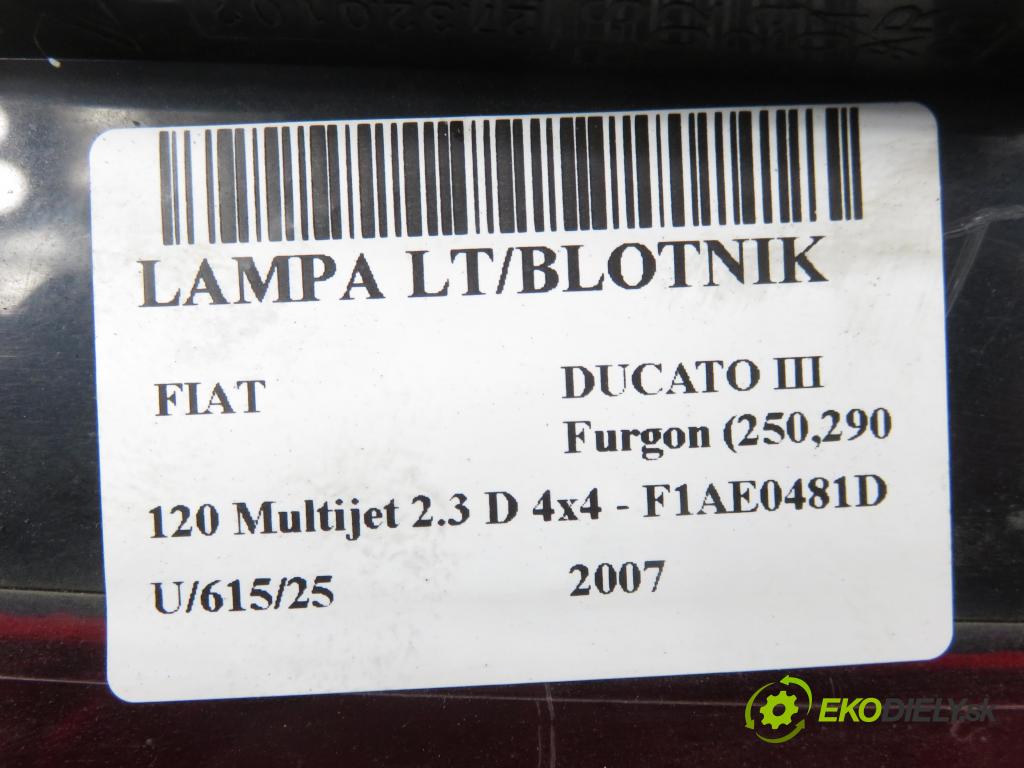 LAMPA LT/BLOTNIK
FIAT
DUCATO III
Furgon (250,290
120 Multijet 2.3 D 4x4 - F1AE0481D
U/615/25
2007
EKODIELY.sk